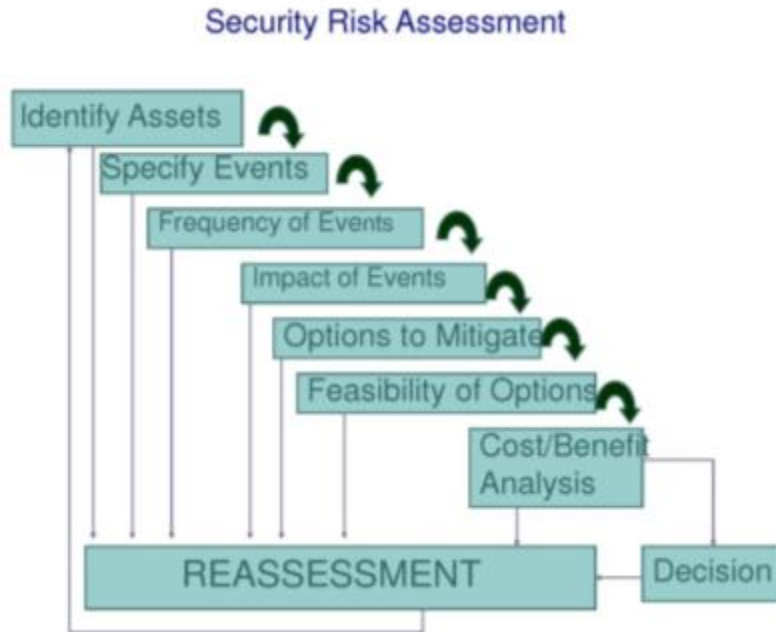 Security Risk Assessment
Identify Assets
Specify Events
Frequency of Events
Impact of Events
Options to Mitigate
Feasibility of Options
Cost/Benefit
Analysis
REASSESSMENT
Decision